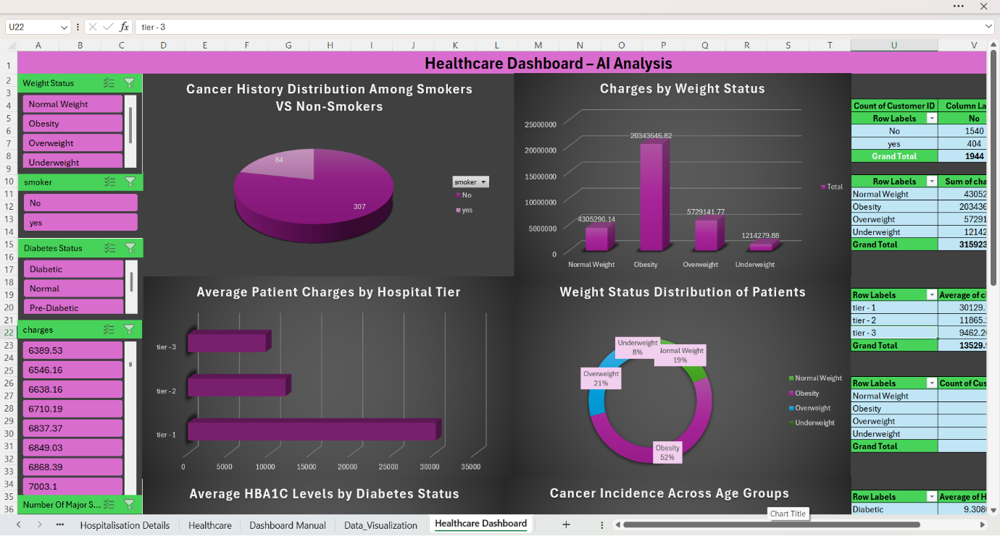 U22
fx
tier - 3
A B C D E F G H I J K L M N O P Q R S T U V
1
2
3
4
5
6
7
8
9
10
11
12
13
14
15
16
17
18
19
20
21
22
23
24
25
26
27
28
29
30
31
32
33
34
35
36
Healthcare Dashboard – AI Analysis
Weight Status
Normal Weight
Obesity
Overweight
Underweight
smoker
No
yes
Diabetes Status
Diabetic
Normal
Pre-Diabetic
charges
6389.53
6546.16
6638.16
6710.19
6837.37
6849.03
6868.39
7003.1
Number Of Major S...
Cancer History Distribution Among Smokers
VS Non-Smokers
84
307
smoker
No
yes
Charges by Weight Status
25000000
20000000
15000000
10000000
5000000
0
4305290.14
20343646.82
5729141.77
1214279.88
Normal Weight Obesity Overweight Underweight
Total
Average Patient Charges by Hospital Tier
tier - 3
tier - 2
tier - 1
0 5000 10000 15000 20000 25000 30000 35000
Weight Status Distribution of Patients
Underweight
8%
ormal Weight
19%
Overweight
21%
Obesity
52%
Normal Weight
Obesity
Overweight
Underweight
Average HBA1C Levels by Diabetes Status
Cancer Incidence Across Age Groups
Chart Title
Count of Customer ID Column La
Row Labels No
No 1540
yes 404
Grand Total 1944
Row Labels Sum of cha
Normal Weight 43052
Obesity 203436
Overweight 57291
Underweight 12142
Grand Total 315923
Row Labels Average of c
tier - 1 30129.
tier - 2 11865.
tier - 3 9462.2
Grand Total 13529.
Row Labels Count of Cus
Normal Weight
Obesity
Overweight
Underweight
Grand Total
Row Labels Average of H
Diabetic 9.308
Hospitalisation Details Healthcare Dashboard Manual Data_Visualization Healthcare Dashboard